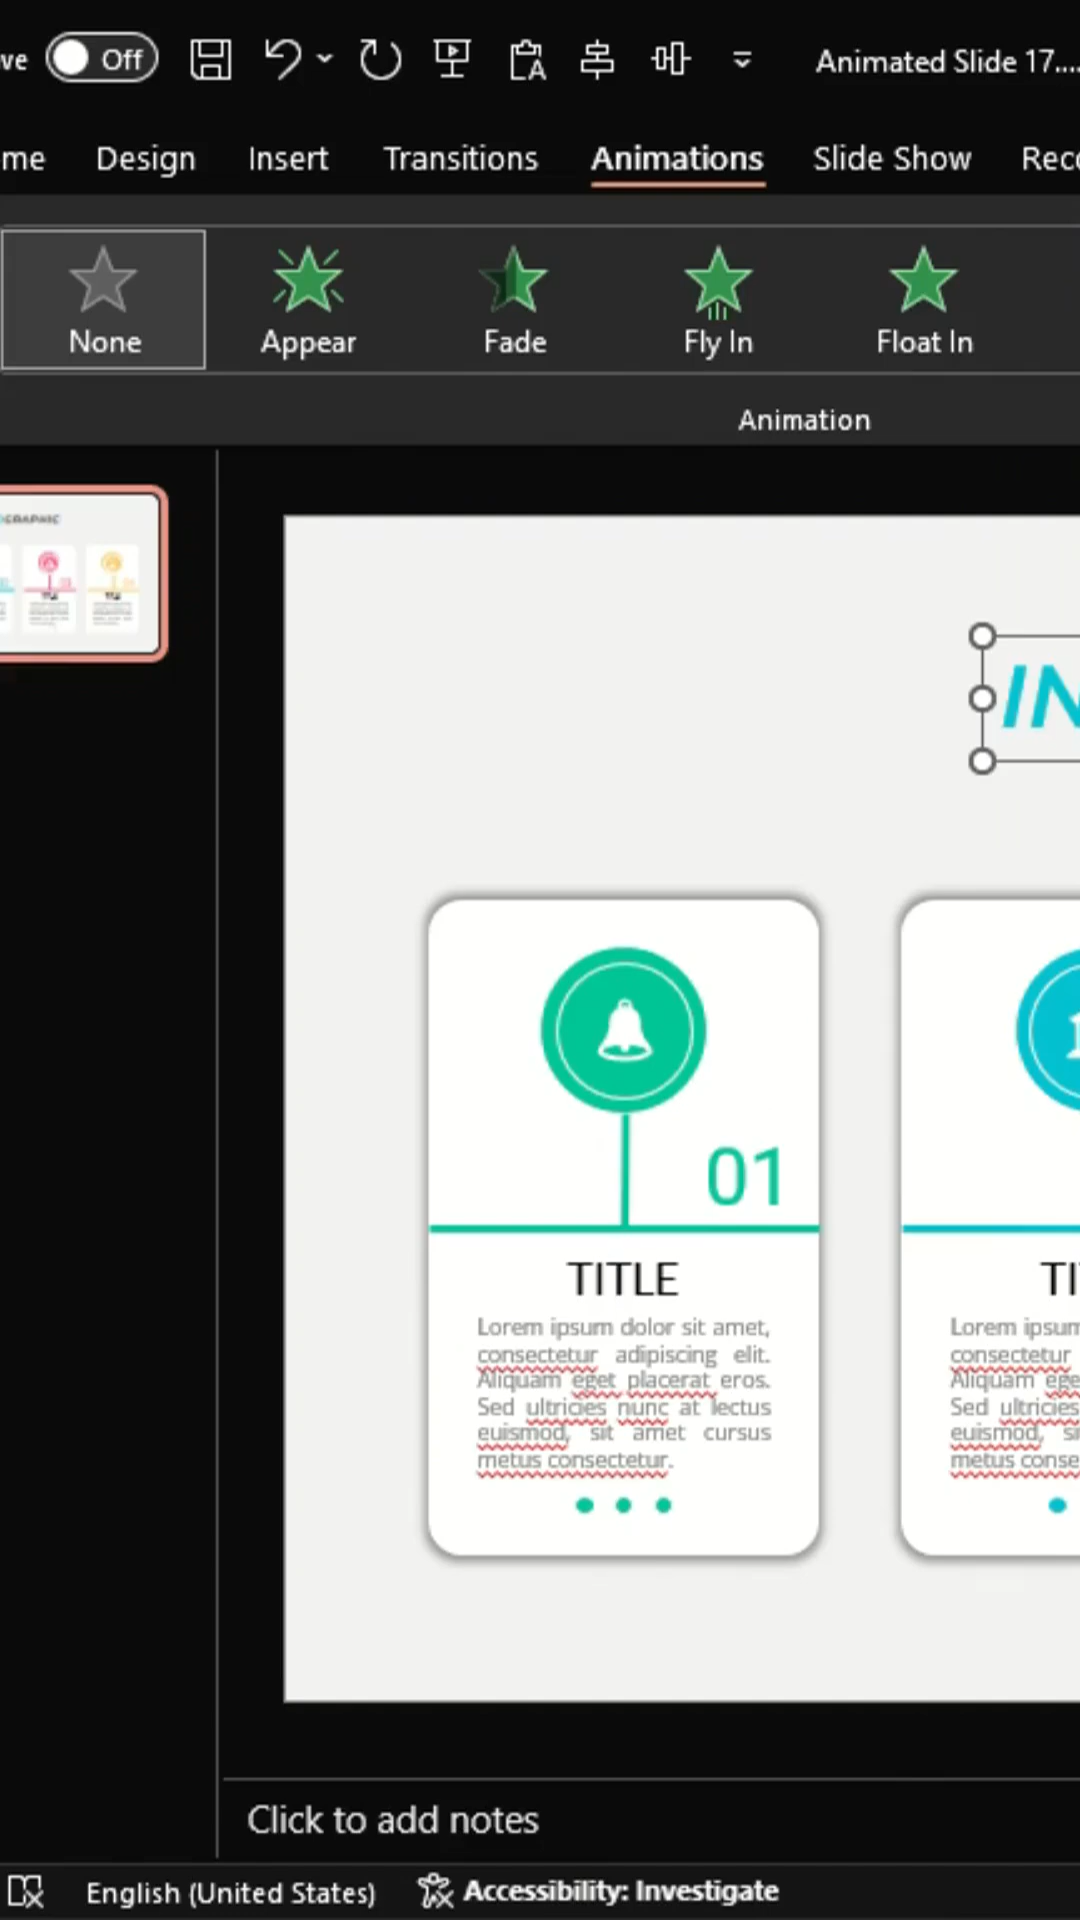 ve Off Animated Slide 17....
me Design Insert Transitions Animations Slide Show Reco
None Appear Fade Fly In Float In
Animation
GRAPHIC
IN
01
TITLE
Lorem ipsum dolor sit amet,
consectetur adipiscing elit.
Aliquam eget placerat eros.
Sed ultricies nunc at lectus
euismod, sit amet cursus
metus consectetur.
TI
Lorem ipsum
consectetur
Aliquam ege
Sed ultricies
euismod, si
metus conse
Click to add notes
English (United States) Accessibility: Investigate